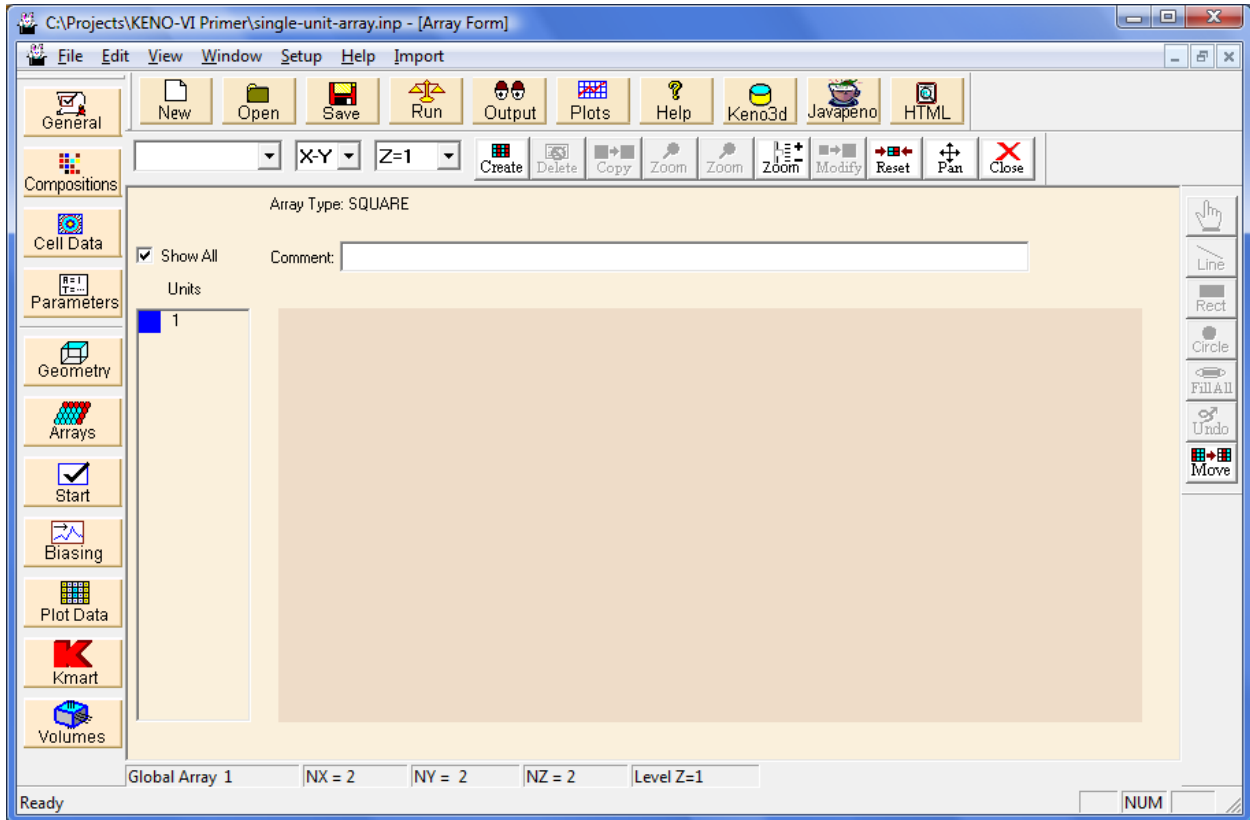 C:\Projects\KENO-VI Primer\single-unit-array.inp - [Array Form]
File Edit View Window Setup Help Import
General
New Open Save Run Output Plots Help Keno3d Javapeno HTML
X-Y Z=1 Create Delete Copy Zoom Zoom Zoom Modify Reset Pan Close
Compositions
Cell Data
Parameters
Geometry
Arrays
Start
Biasing
Plot Data
Kmart
Volumes
Array Type: SQUARE
Show All Comment:
Units
1
Line
Rect
Circle
Fill All
Undo
Move
Global Array 1 NX = 2 NY = 2 NZ = 2 Level Z=1
Ready NUM